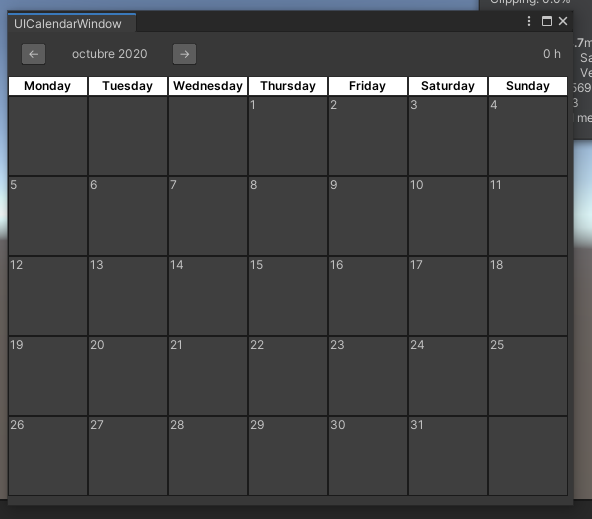 Clipping: 0.0%
UICalendarWindow
← octubre 2020 → 0 h
.7m
Sa
Ve
569
3
me
Monday Tuesday Wednesday Thursday Friday Saturday Sunday
1 2 3 4
5 6 7 8 9 10 11
12 13 14 15 16 17 18
19 20 21 22 23 24 25
26 27 28 29 30 31